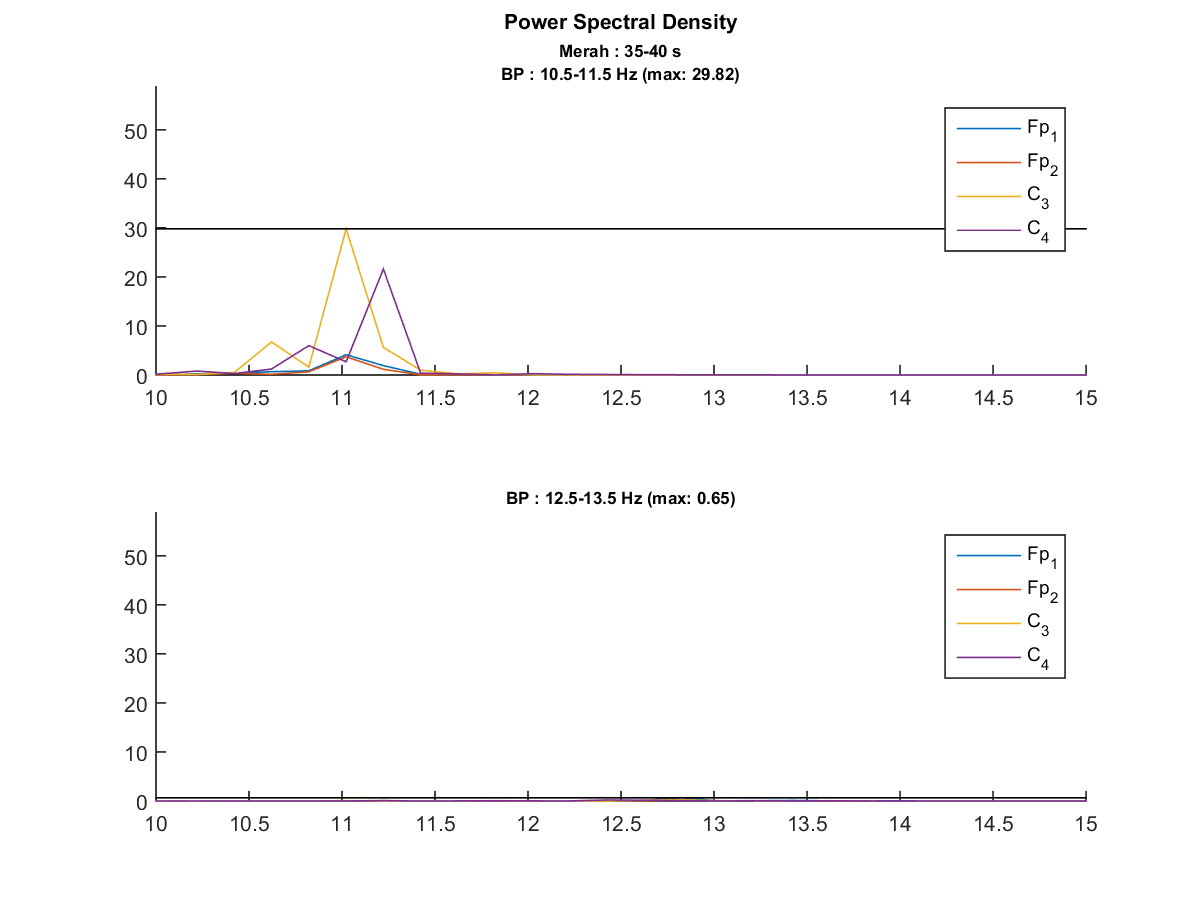 Power Spectral Density
Merah : 35-40 s
BP : 10.5-11.5 Hz (max: 29.82)
50
40
30
20
10
0
10 10.5 11 11.5 12 12.5 13 13.5 14 14.5 15
Fp1
Fp2
C3
C4
BP : 12.5-13.5 Hz (max: 0.65)
50
40
30
20
10
0
10 10.5 11 11.5 12 12.5 13 13.5 14 14.5 15
Fp1
Fp2
C3
C4